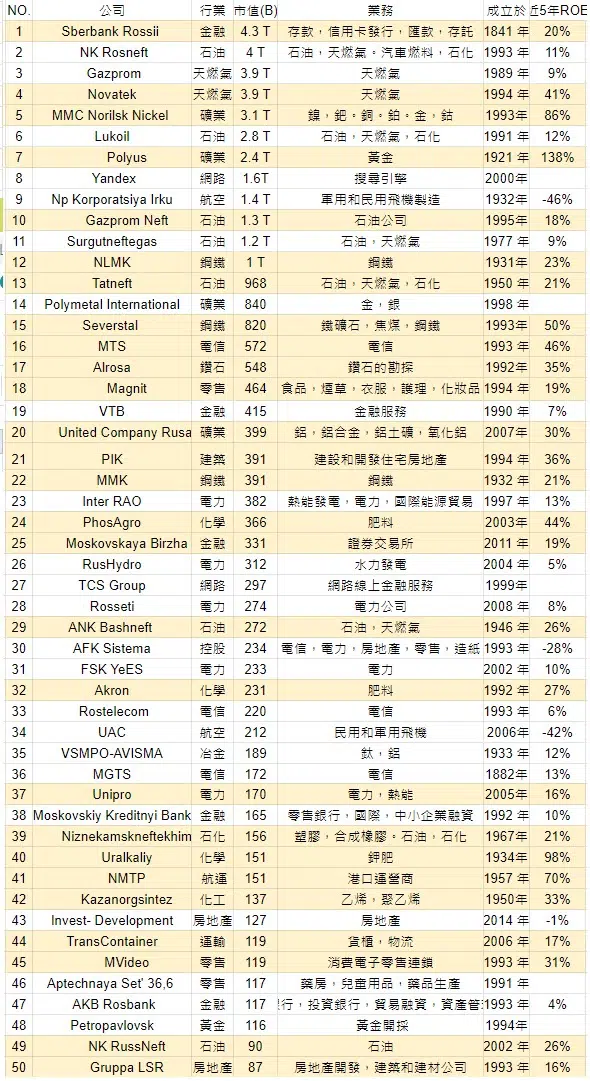 NO. 公司 行業 市值(B) 業務 成立於 近5年ROE
1 Sberbank Rossii 金融 4.3 T 存款，信用卡發行，匯款，存託 1841 年 20%
2 NK Rosneft 石油 4 T 石油，天燃氣。汽車燃料，石化 1993 年 11%
3 Gazprom 天燃氣 3.9 T 天燃氣 1989 年 9%
4 Novatek 天燃氣 3.9 T 天燃氣 1994 年 41%
5 MMC Norilsk Nickel 礦業 3.1 T 鎳，鈀。銅。鉑。金，鈷 1993年 86%
6 Lukoil 石油 2.8 T 石油，天燃氣，石化 1991 年 12%
7 Polyus 礦業 2.4 T 黃金 1921 年 138%
8 Yandex 網路 1.6T 搜尋引擎 2000年
9 Np Korporatsiya Irku 航空 1.4 T 軍用和民用飛機製造 1932年 -46%
10 Gazprom Neft 石油 1.3 T 石油公司 1995年 18%
11 Surgutneftegas 石油 1.2 T 石油，天燃氣 1977 年 9%
12 NLMK 鋼鐵 1 T 鋼鐵 1931年 23%
13 Tatneft 石油 968 石油，天燃氣，石化 1950 年 21%
14 Polymetal International 礦業 840 金，銀 1998 年
15 Severstal 鋼鐵 820 鐵礦石，焦煤，鋼鐵 1993年 50%
16 MTS 電信 572 電信 1993 年 46%
17 Alrosa 鑽石 548 鑽石的勘探 1992年 35%
18 Magnit 零售 464 食品，煙草，衣服，護理，化妝品 1994 年 19%
19 VTB 金融 415 金融服務 1990 年 7%
20 United Company Rusa 礦業 399 鋁，鋁合金，鋁土礦，氧化鋁 2007年 30%
21 PIK 建築 391 建設和開發住宅房地產 1994 年 36%
22 MMK 鋼鐵 391 鋼鐵 1932 年 21%
23 Inter RAO 電力 382 熱能發電，電力，國際能源貿易 1997 年 13%
24 PhosAgro 化學 366 肥料 2003年 44%
25 Moskovskaya Birzha 金融 331 證券交易所 2011 年 19%
26 RusHydro 電力 312 水力發電 2004 年 5%
27 TCS Group 網路 297 網路線上金融服務 1999年
28 Rosseti 電力 274 電力公司 2008 年 8%
29 ANK Bashneft 石油 272 石油，天燃氣 1946 年 26%
30 AFK Sistema 控股 234 電信，電力，房地產，零售，造紙 1993 年 -28%
31 FSK YeES 電力 233 電力 2002 年 10%
32 Akron 化學 231 肥料 1992 年 27%
33 Rostelecom 電信 220 電信 1993 年 6%
34 UAC 航空 212 民用和軍用飛機 2006年 -42%
35 VSMPO-AVISMA 冶金 189 鈦，鋁 1933 年 12%
36 MGTS 電信 172 電信 1882年 13%
37 Unipro 電力 170 電力，熱能 2005年 16%
38 Moskovskiy Kreditnyi Bank 金融 165 零售銀行，國際，中小企業融資 1992 年 10%
39 Niznekamskneftekhim 石化 156 塑膠，合成橡膠。石油，石化 1967年 21%
40 Uralkaliy 化學 151 鉀肥 1934年 98%
41 NMTP 航運 151 港口運營商 1957 年 70%
42 Kazanorgsintez 化工 137 乙烯，聚乙烯 1950年 33%
43 Invest- Development 房地產 127 房地產 2014 年 -1%
44 TransContainer 運輸 119 貨櫃，物流 2006 年 17%
45 MVideo 零售 119 消費電子零售連鎖 1993 年 31%
46 Aptechnaya Set' 36,6 零售 117 藥房，兒童用品，藥品生產 1991 年
47 AKB Rosbank 金融 117 行，投資銀行，貿易融資，資產管 1993 年 4%
48 Petropavlovsk 黃金 116 黃金開採 1994年
49 NK RussNeft 石油 90 石油 2002 年 26%
50 Gruppa LSR 房地產 87 房地產開發，建築和建材公司 1993 年 16%